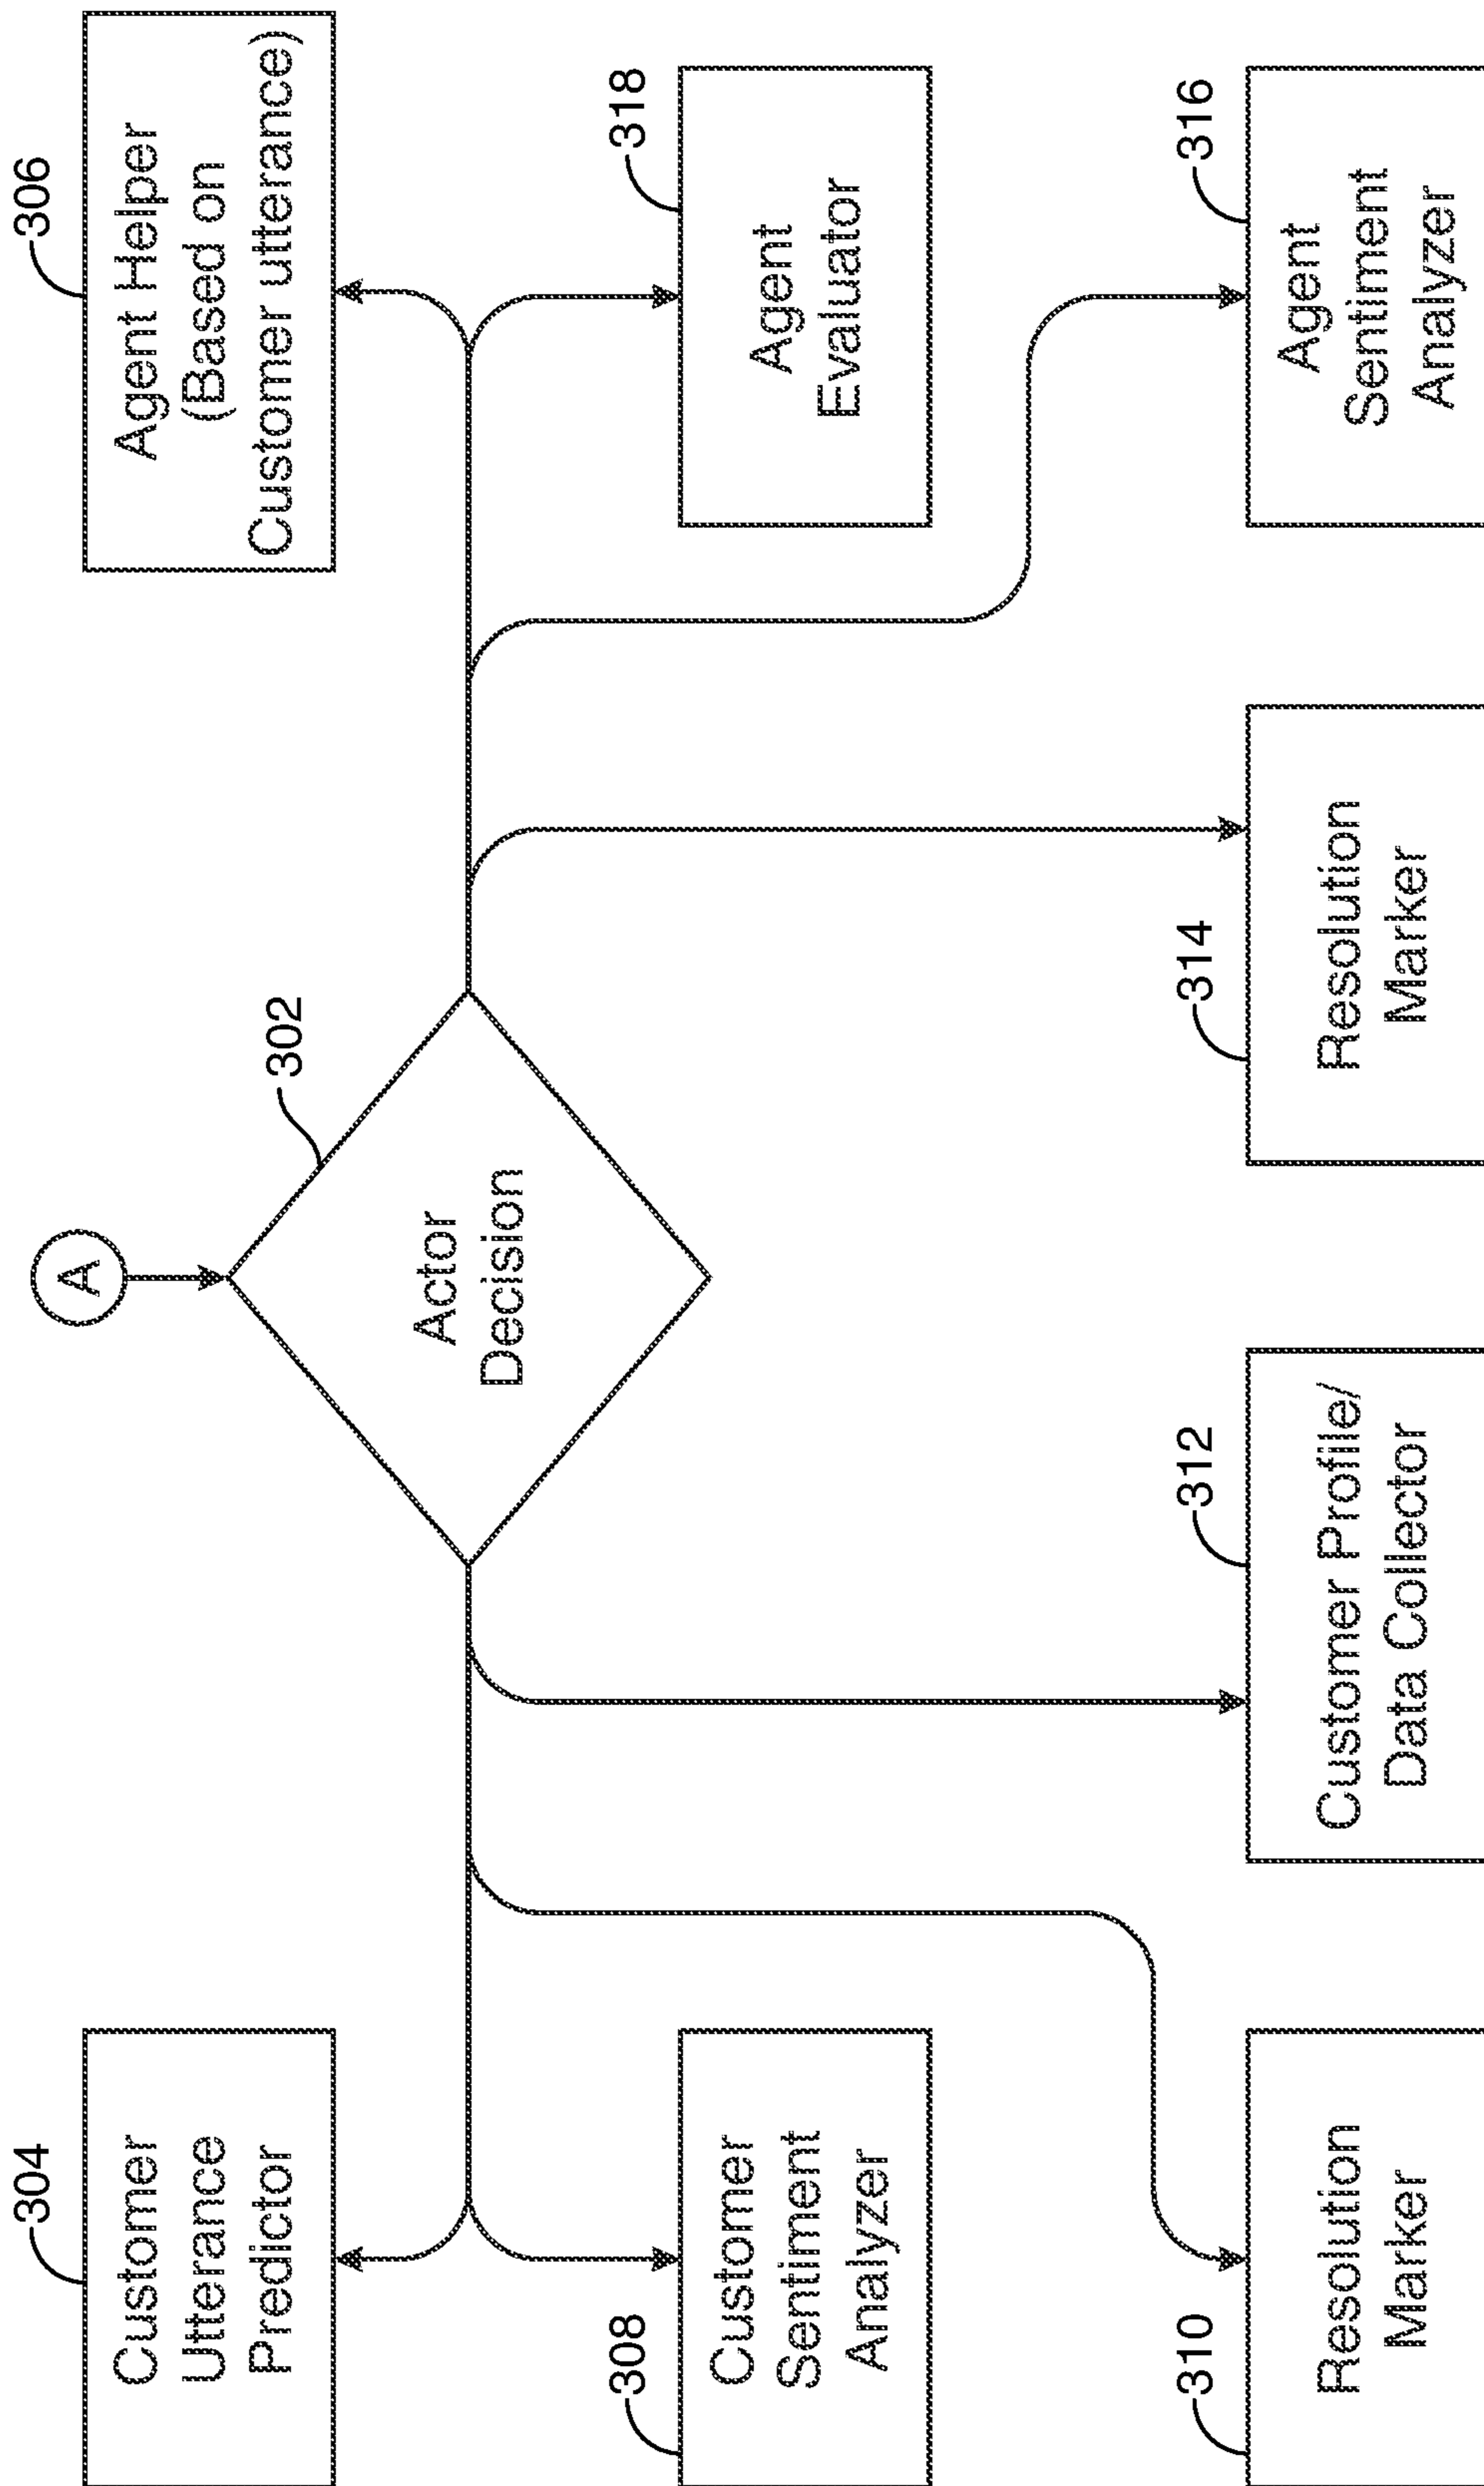 304
Customer
Utterance
Predictor
A
306
Agent Helper
(Based on
Customer utterance)
302
Actor
Decision
308
Customer
Sentiment
Analyzer
318
Agent
Evaluator
310
Resolution
Marker
312
Customer Profile/
Data Collector
314
Resolution
Marker
316
Agent
Sentiment
Analyzer